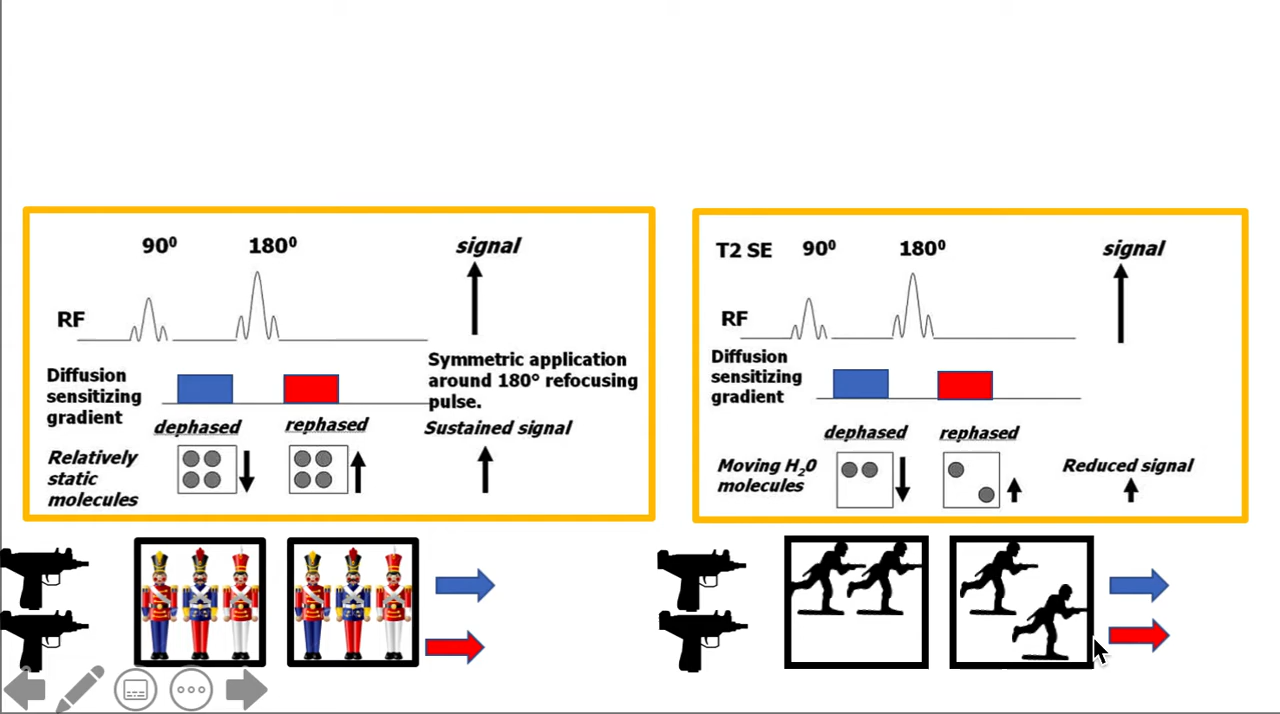 90⁰ 180⁰ signal
RF
Symmetric application
around 180° refocusing
pulse.
Diffusion
sensitizing
gradient
dephased rephased Sustained signal
Relatively
static
molecules
T2 SE 90⁰ 180⁰ signal
RF
Diffusion
sensitizing
gradient
dephased rephased
Moving H₂0
molecules
Reduced signal